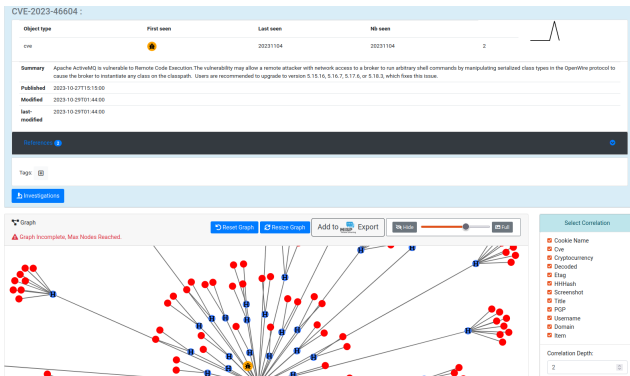 CVE-2023-46604 :
Object type First seen Last seen Nb seen
cve 20231104 20231104 2
Summary Apache ActiveMQ is vulnerable to Remote Code Execution.The vulnerability may allow a remote attacker with network access to a broker to run arbitrary shell commands by manipulating serialized class types in the OpenWire protocol to
cause the broker to instantiate any class on the classpath. Users are recommended to upgrade to version 5.15.16, 5.16.7, 5.17.6, or 5.18.3, which fixes this issue.
Published 2023-10-27T15:15:00
Modified 2023-10-29T01:44:00
last-
modified 2023-10-29T01:44:00
References
Tags:
Investigations
Graph
Reset Graph Resize Graph Add to Export Hide Full
Graph Incomplete, Max Nodes Reached.
Select Correlation
Cookie Name
Cve
Cryptocurrency
Decoded
Etag
HHHash
Screenshot
Title
PGP
Username
Domain
Item
Correlation Depth:
2